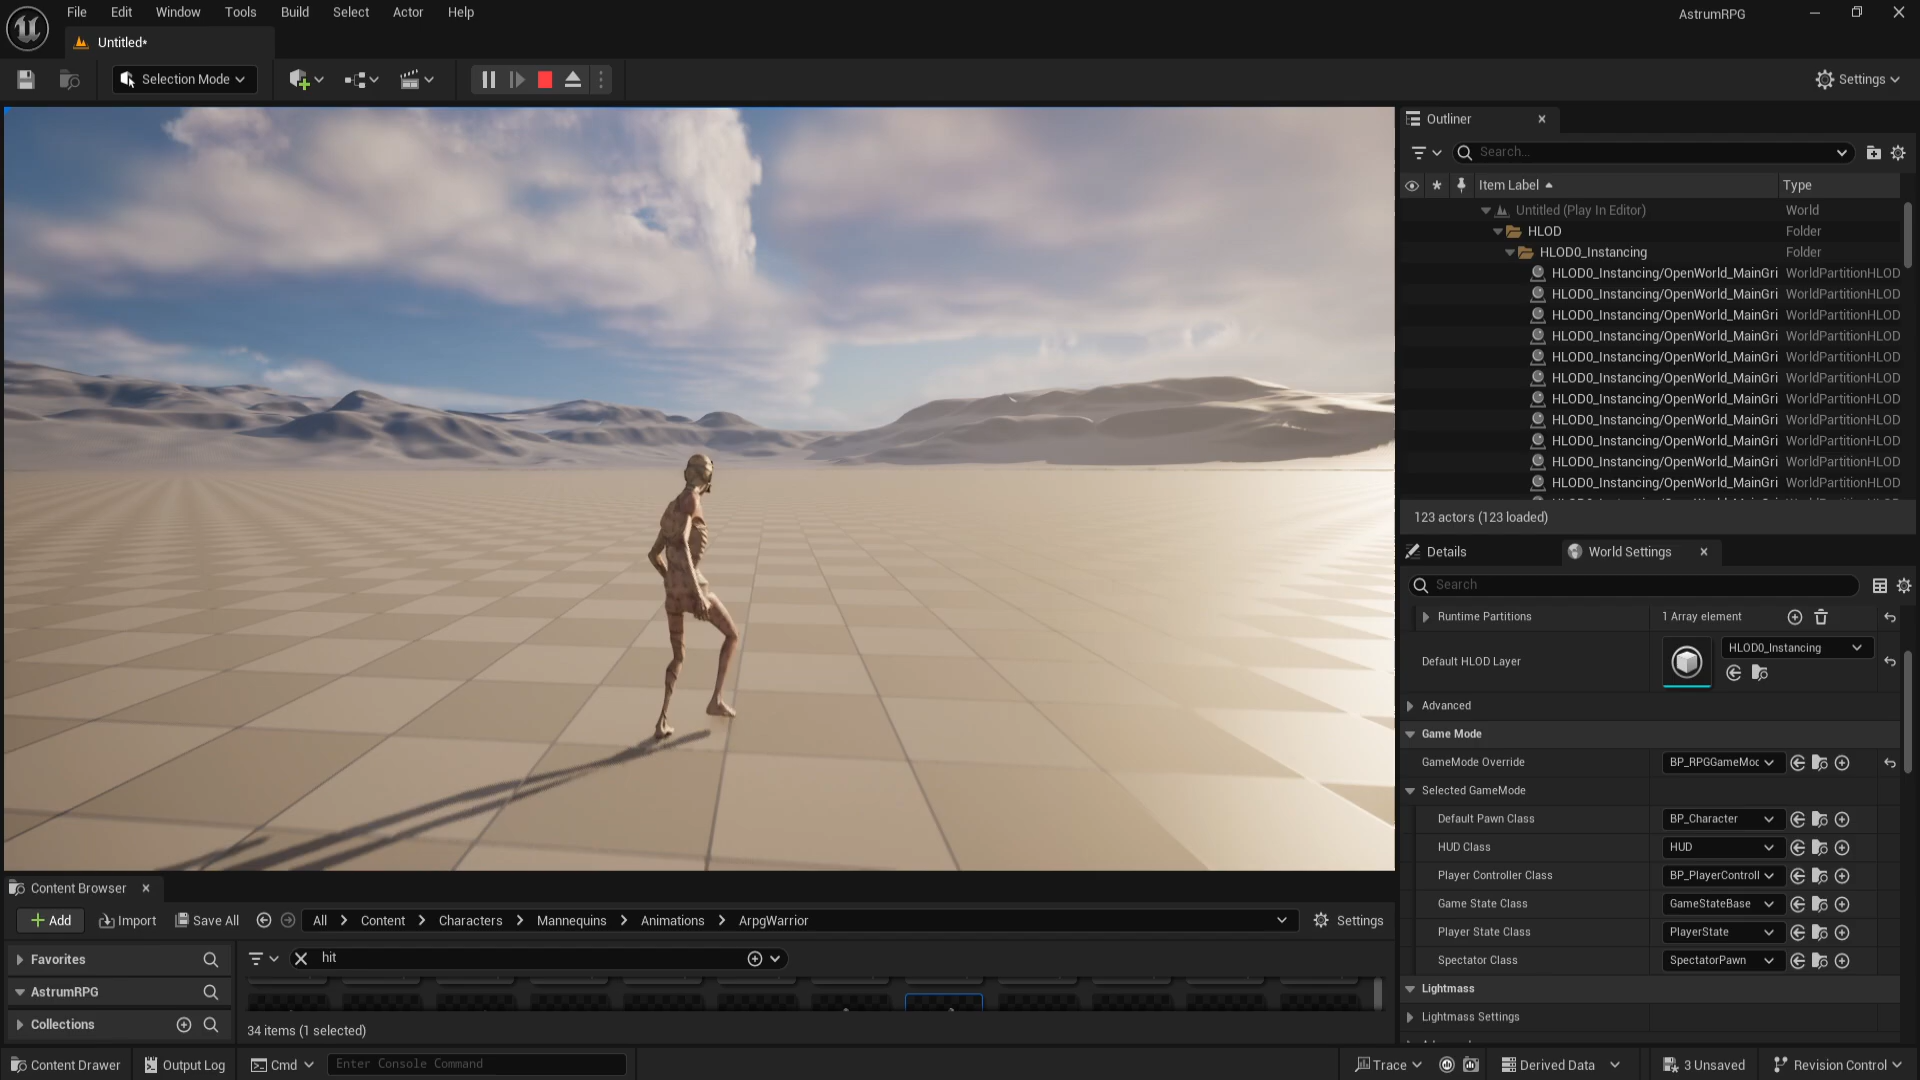 File Edit Window Tools Build Select Actor Help
AstrumRPG
Untitled*
Selection Mode
Settings
Outliner
Search...
Item Label
Type
Untitled (Play In Editor) World
HLOD Folder
HLOD0_Instancing Folder
HLOD0_Instancing/OpenWorld_MainGri WorldPartitionHLOD
HLOD0_Instancing/OpenWorld_MainGri WorldPartitionHLOD
HLOD0_Instancing/OpenWorld_MainGri WorldPartitionHLOD
HLOD0_Instancing/OpenWorld_MainGri WorldPartitionHLOD
HLOD0_Instancing/OpenWorld_MainGri WorldPartitionHLOD
HLOD0_Instancing/OpenWorld_MainGri WorldPartitionHLOD
HLOD0_Instancing/OpenWorld_MainGri WorldPartitionHLOD
HLOD0_Instancing/OpenWorld_MainGri WorldPartitionHLOD
HLOD0_Instancing/OpenWorld_MainGri WorldPartitionHLOD
HLOD0_Instancing/OpenWorld_MainGri WorldPartitionHLOD
HLOD0_Instancing/OpenWorld_MainGri WorldPartitionHLOD
123 actors (123 loaded)
Details
World Settings
Search
Runtime Partitions 1 Array element
Default HLOD Layer HLOD0_Instancing
Advanced
Game Mode
GameMode Override BP_RPGGameMoc
Selected GameMode
Default Pawn Class BP_Character
HUD Class HUD
Player Controller Class BP_PlayerControll
Game State Class GameStateBase
Player State Class PlayerState
Spectator Class SpectatorPawn
Lightmass
Lightmass Settings
Content Browser
Add Import Save All All Content Characters Mannequins Animations ArpgWarrior Settings
Favorites
hit
AstrumRPG
Collections
34 items (1 selected)
Content Drawer Output Log Cmd Enter Console Command Trace Derived Data 3 Unsaved Revision Control